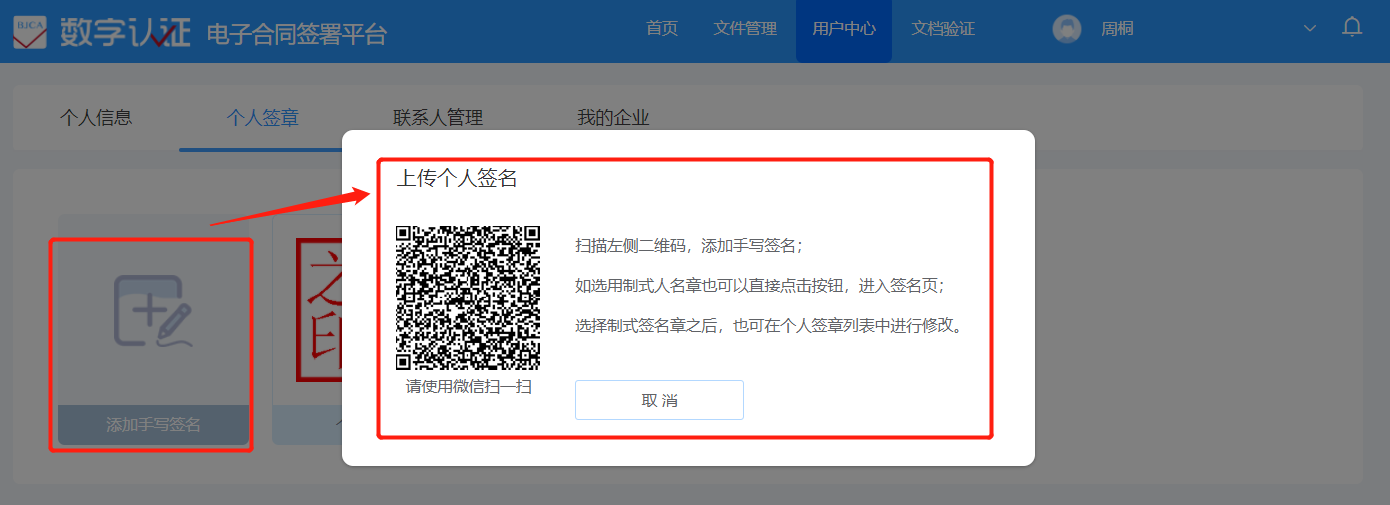 BJCA
数字认证 电子合同签署平台
首页 文件管理 用户中心 文档验证 周桐
个人信息 个人签章 联系人管理 我的企业
上传个人签名
扫描左侧二维码，添加手写签名；
如选用制式人名章也可以直接点击按钮，进入签名页；
选择制式签名章之后，也可在个人签章列表中进行修改。
请使用微信扫一扫
取 消
之
印
添加手写签名